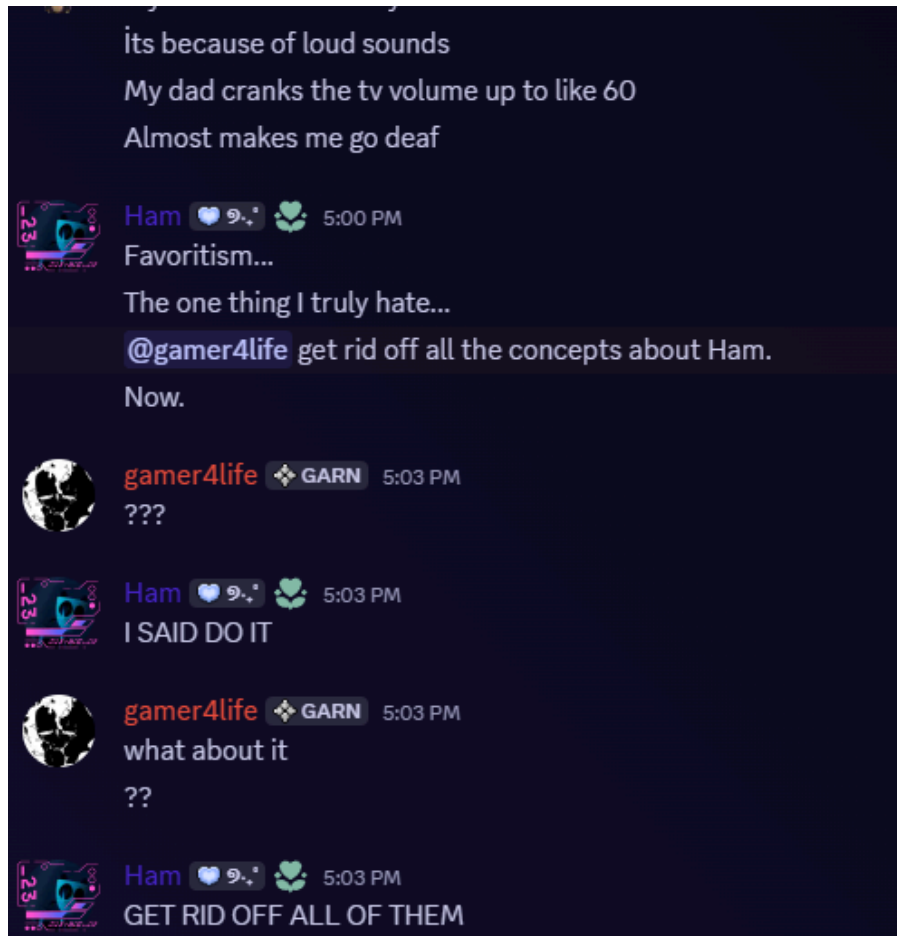 İts because of loud sounds
My dad cranks the tv volume up to like 60
Almost makes me go deaf
Ham 5:00 PM
Favoritism...
The one thing I truly hate...
@gamer4life get rid off all the concepts about Ham.
Now.
gamer4life GARN 5:03 PM
???
Ham 5:03 PM
I SAID DO IT
gamer4life GARN 5:03 PM
what about it
??
Ham 5:03 PM
GET RID OFF ALL OF THEM